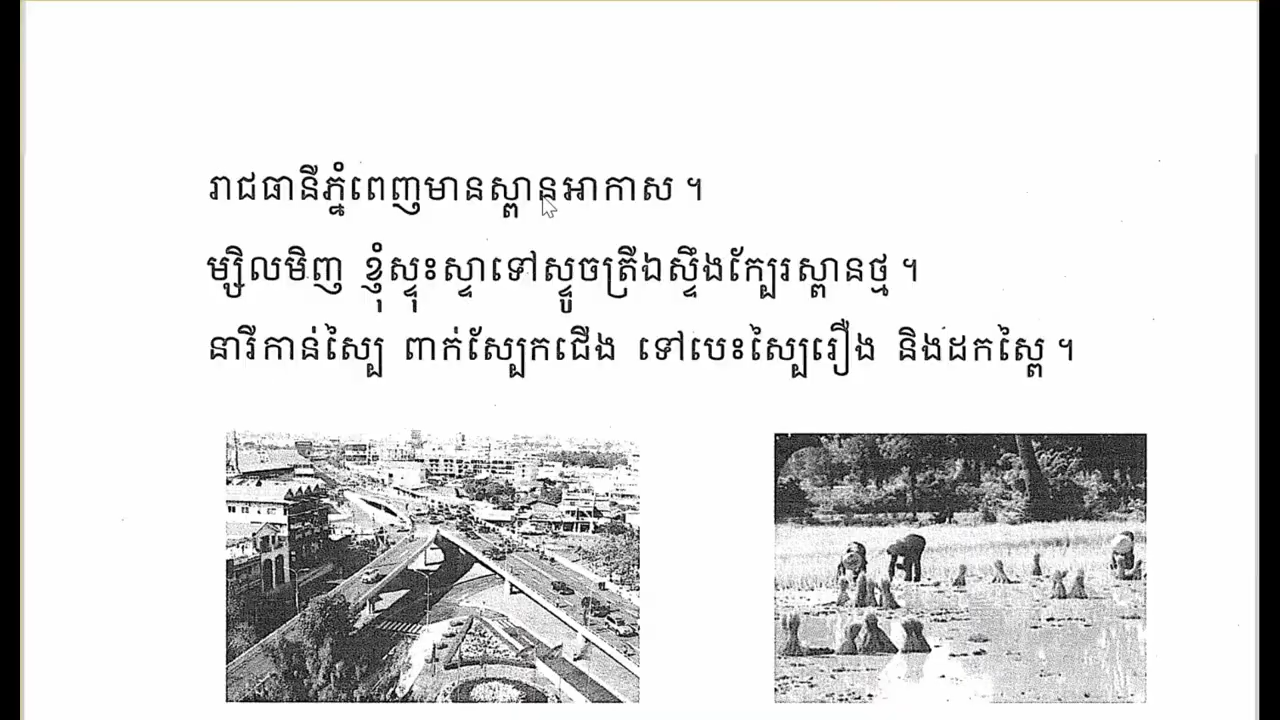 រាជធានីភ្នំពេញមានស្ពានអាកាស ។
ម្សិលមិញ ខ្ញុំស្ទុះស្ទាទៅស្ទូចត្រីឯស្ទឹងក្បែរស្ពានថ្ម ។
នារីកាន់ស្បៃ ពាក់ស្បែកជើង ទៅបេះស្បៃរឿង និងដកស្ពៃ ។